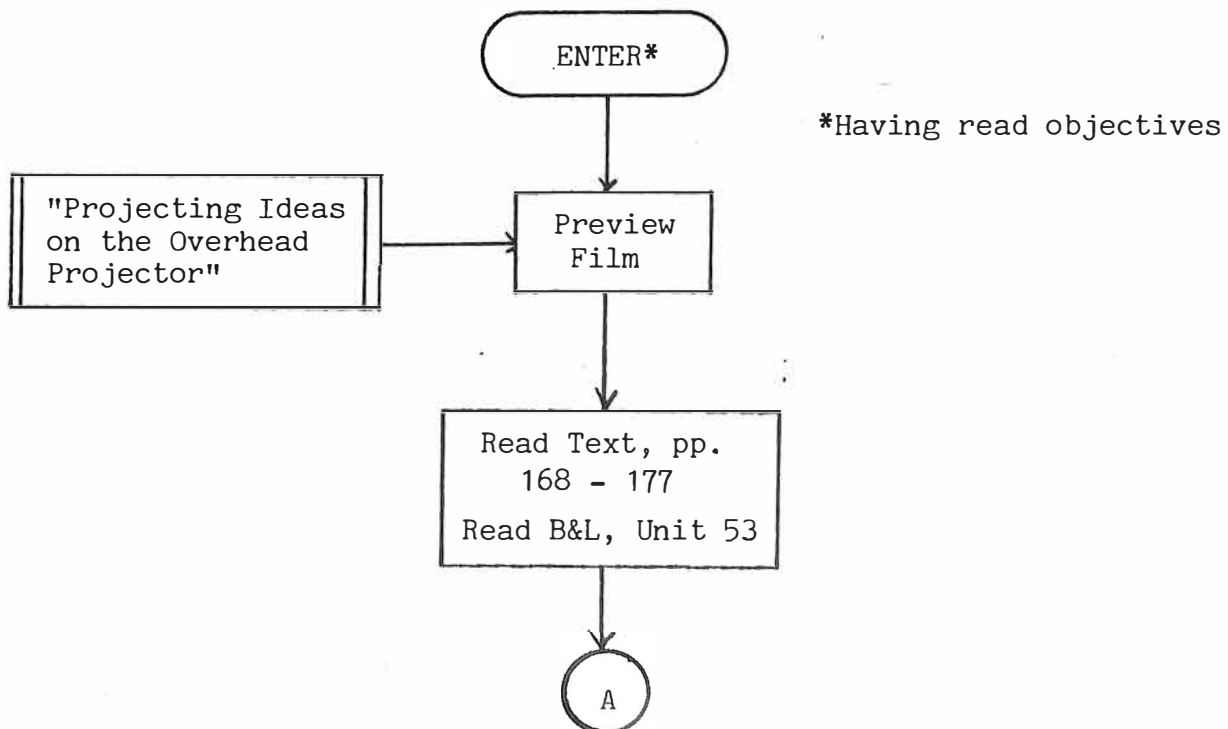 ENTER*
*Having read objectives
"Projecting Ideas
on the Overhead
Projector"
Preview
Film
Read Text, pp.
168 - 177
Read B&L, Unit 53
A